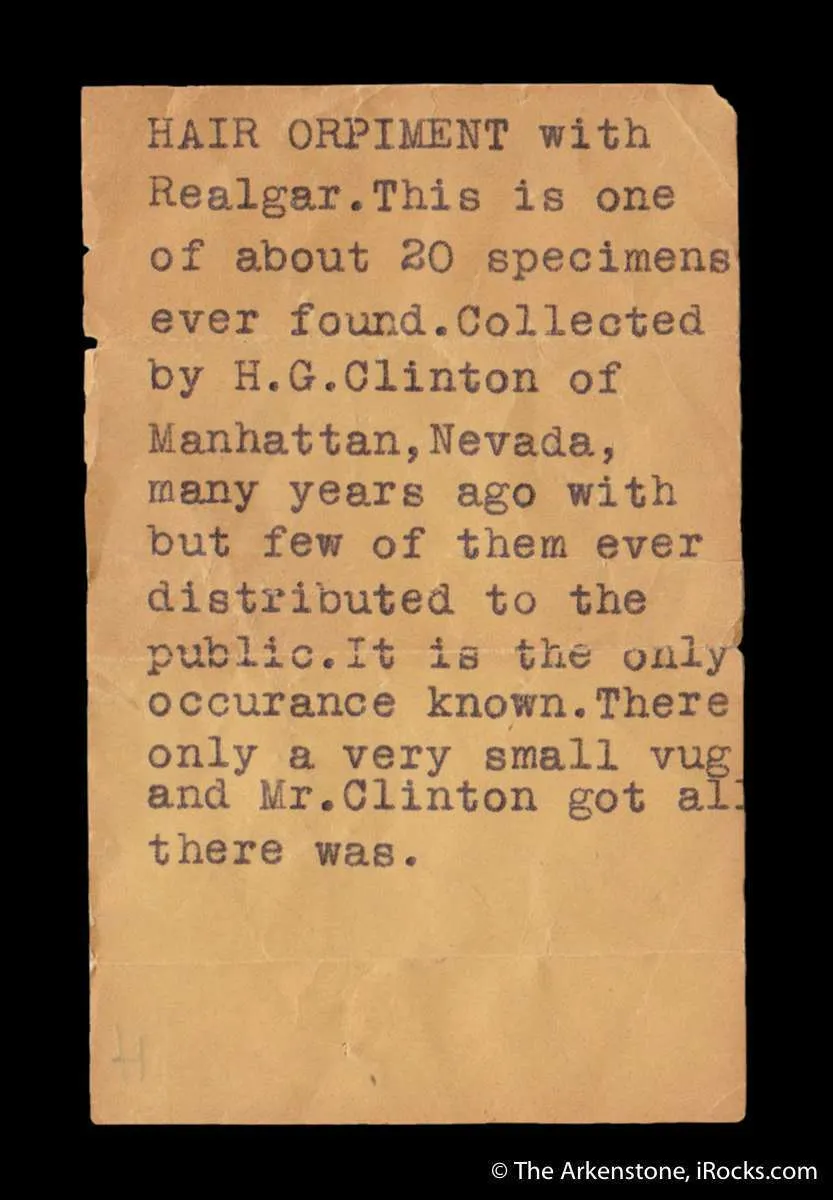 HAIR ORPIMENT with
Realgar.This is one
of about 20 specimens
ever found.Collected
by H.G.Clinton of
Manhattan,Nevada,
many years ago with
but few of them ever
distributed to the
public.It is the only
occurance known.There
only a very small vug
and Mr.Clinton got all
there was.
© The Arkenstone, iRocks.com